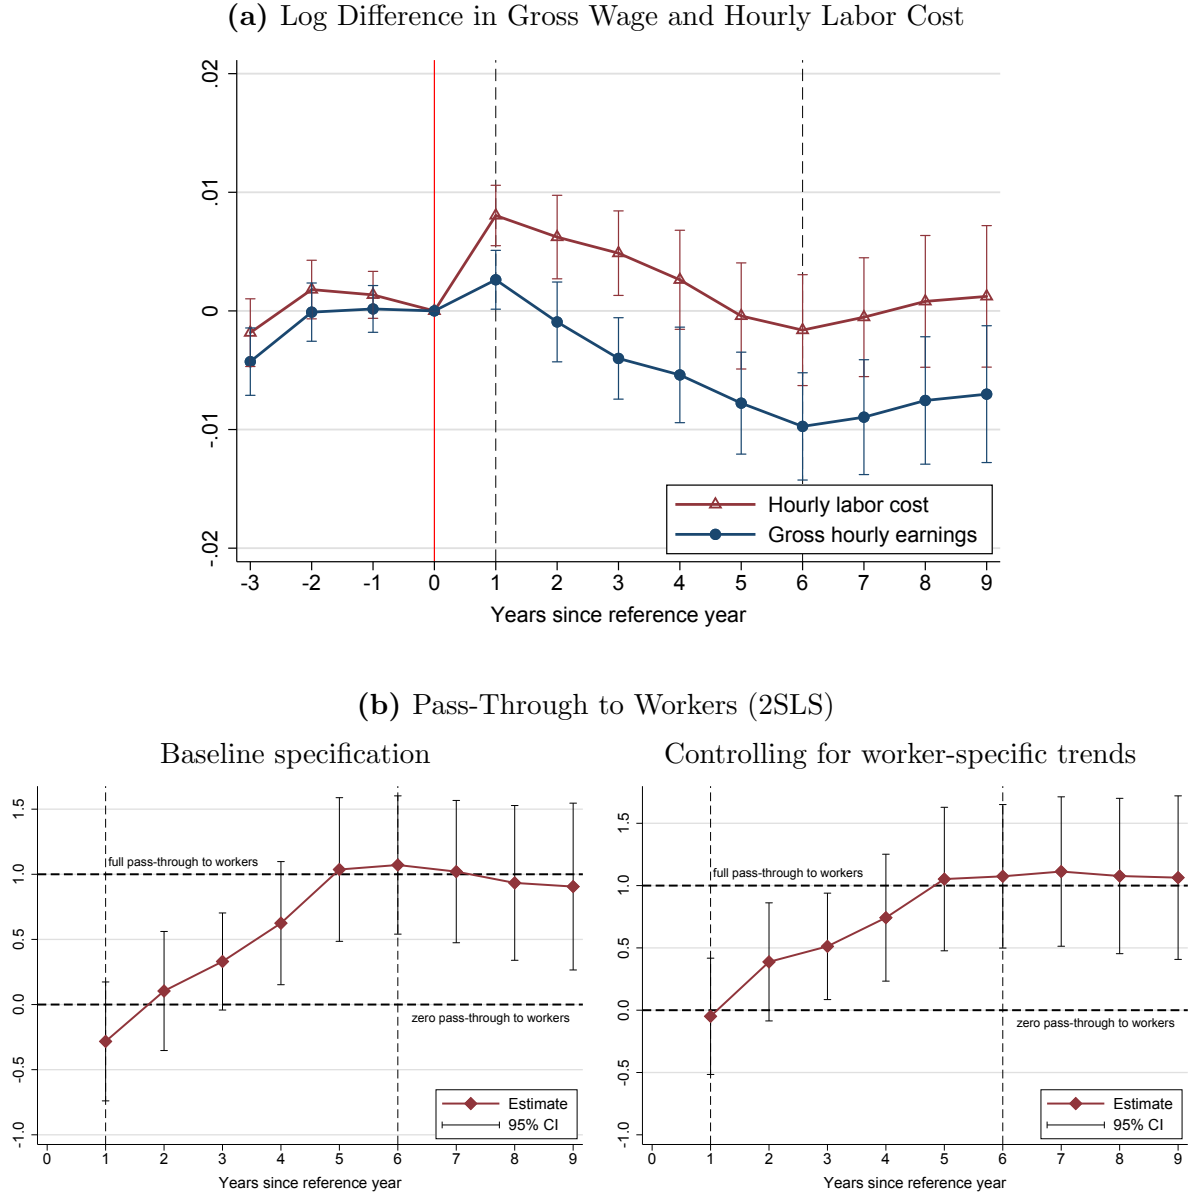 (a) Log Difference in Gross Wage and Hourly Labor Cost
.02
.01
0
-.01
-.02
Hourly labor cost
Gross hourly earnings
-3 -2 -1 0 1 2 3 4 5 6 7 8 9
Years since reference year
(b) Pass-Through to Workers (2SLS)
Baseline specification
1.5
1.0
0.5
0.0
-0.5
-1.0
full pass-through to workers
zero pass-through to workers
Estimate
95% CI
0 1 2 3 4 5 6 7 8 9
Years since reference year
Controlling for worker-specific trends
1.5
1.0
0.5
0.0
-0.5
-1.0
full pass-through to workers
zero pass-through to workers
Estimate
95% CI
0 1 2 3 4 5 6 7 8 9
Years since reference year